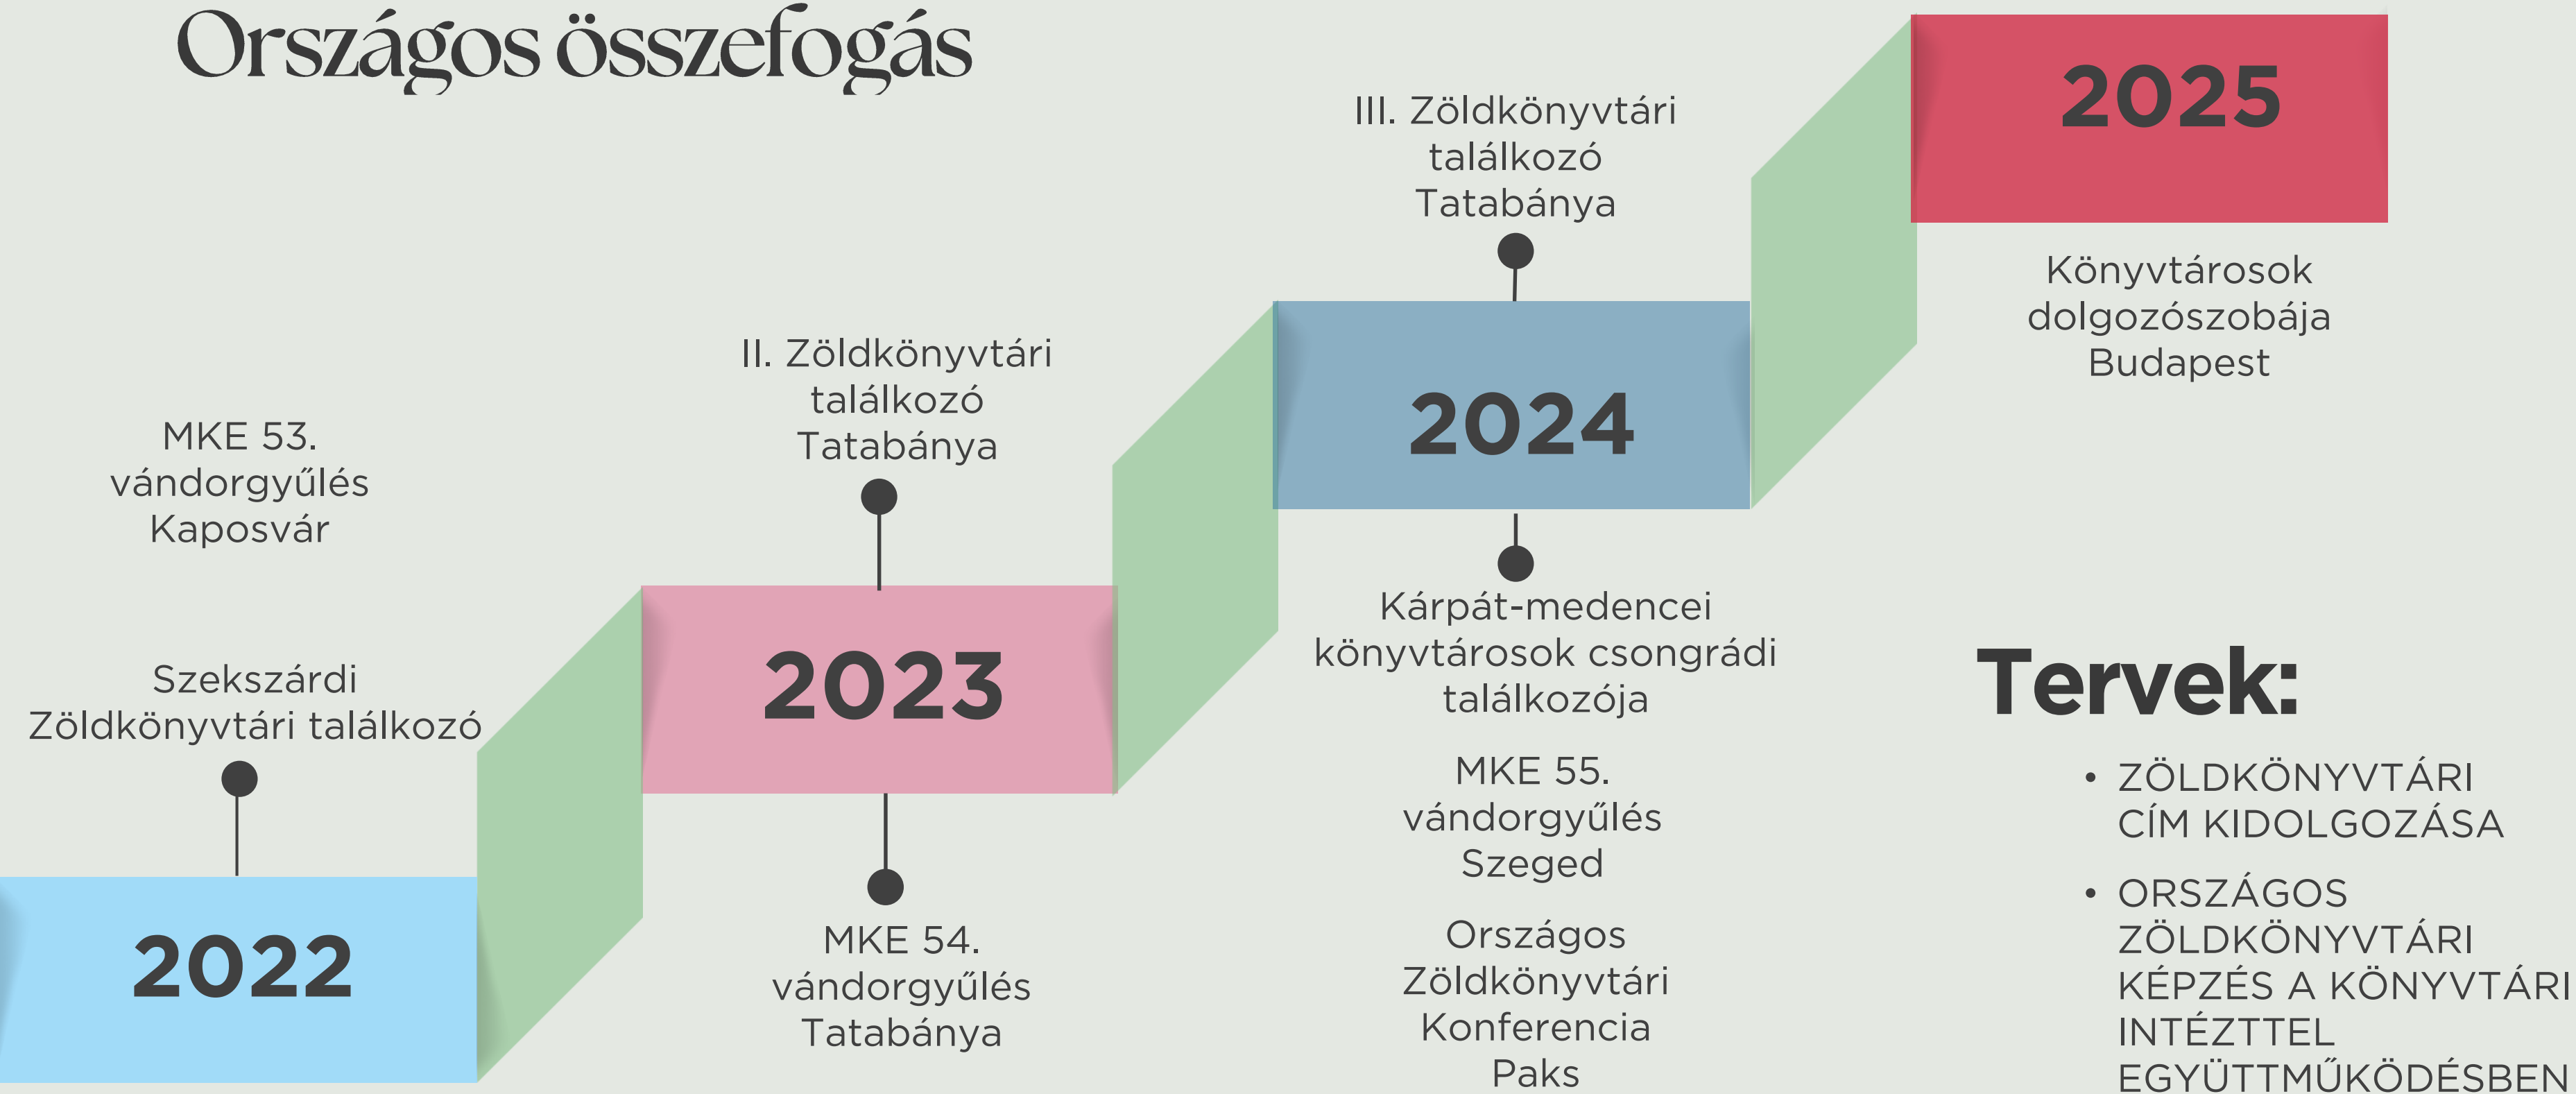 Országos összefogás
MKE 53.
vándorgyűlés
Kaposvár
Szekszárdi
Zöldkönyvtári találkozó
2022
II. Zöldkönyvtári
találkozó
Tatabánya
2023
MKE 54.
vándorgyűlés
Tatabánya
III. Zöldkönyvtári
találkozó
Tatabánya
2024
Kárpát-medencei
könyvtárosok csongrádi
találkozója
MKE 55.
vándorgyűlés
Szeged
Országos
Zöldkönyvtári
Konferencia
Paks
2025
Könyvtárosok
dolgozószobája
Budapest
Tervek:
• ZÖLDKÖNYVTÁRI
CÍM KIDOLGOZÁSA
• ORSZÁGOS
ZÖLDKÖNYVTÁRI
KÉPZÉS A KÖNYVTÁRI
INTÉZTTEL
EGYÜTTMŰKÖDÉSBEN